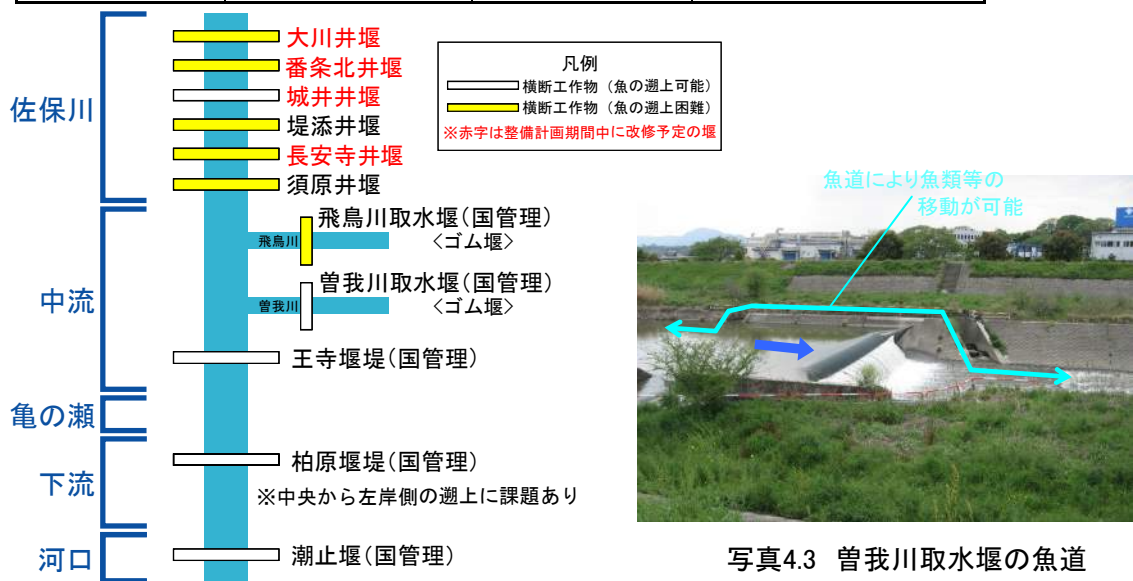 佐保川
大川井堰
番条北井堰
城井井堰
堤添井堰
長安寺井堰
須原井堰
凡例
横断工作物（魚の遡上可能）
横断工作物（魚の遡上困難）
※赤字は整備計画期間中に改修予定の堰
中流
飛鳥川取水堰(国管理)
<ゴム堰>
飛鳥川
曽我川取水堰(国管理)
<ゴム堰>
曽我川
王寺堰堤(国管理)
亀の瀬
下流
柏原堰堤(国管理)
※中央から左岸側の遡上に課題あり
河口
潮止堰(国管理)
魚道により魚類等の
移動が可能
写真4.3 曽我川取水堰の魚道